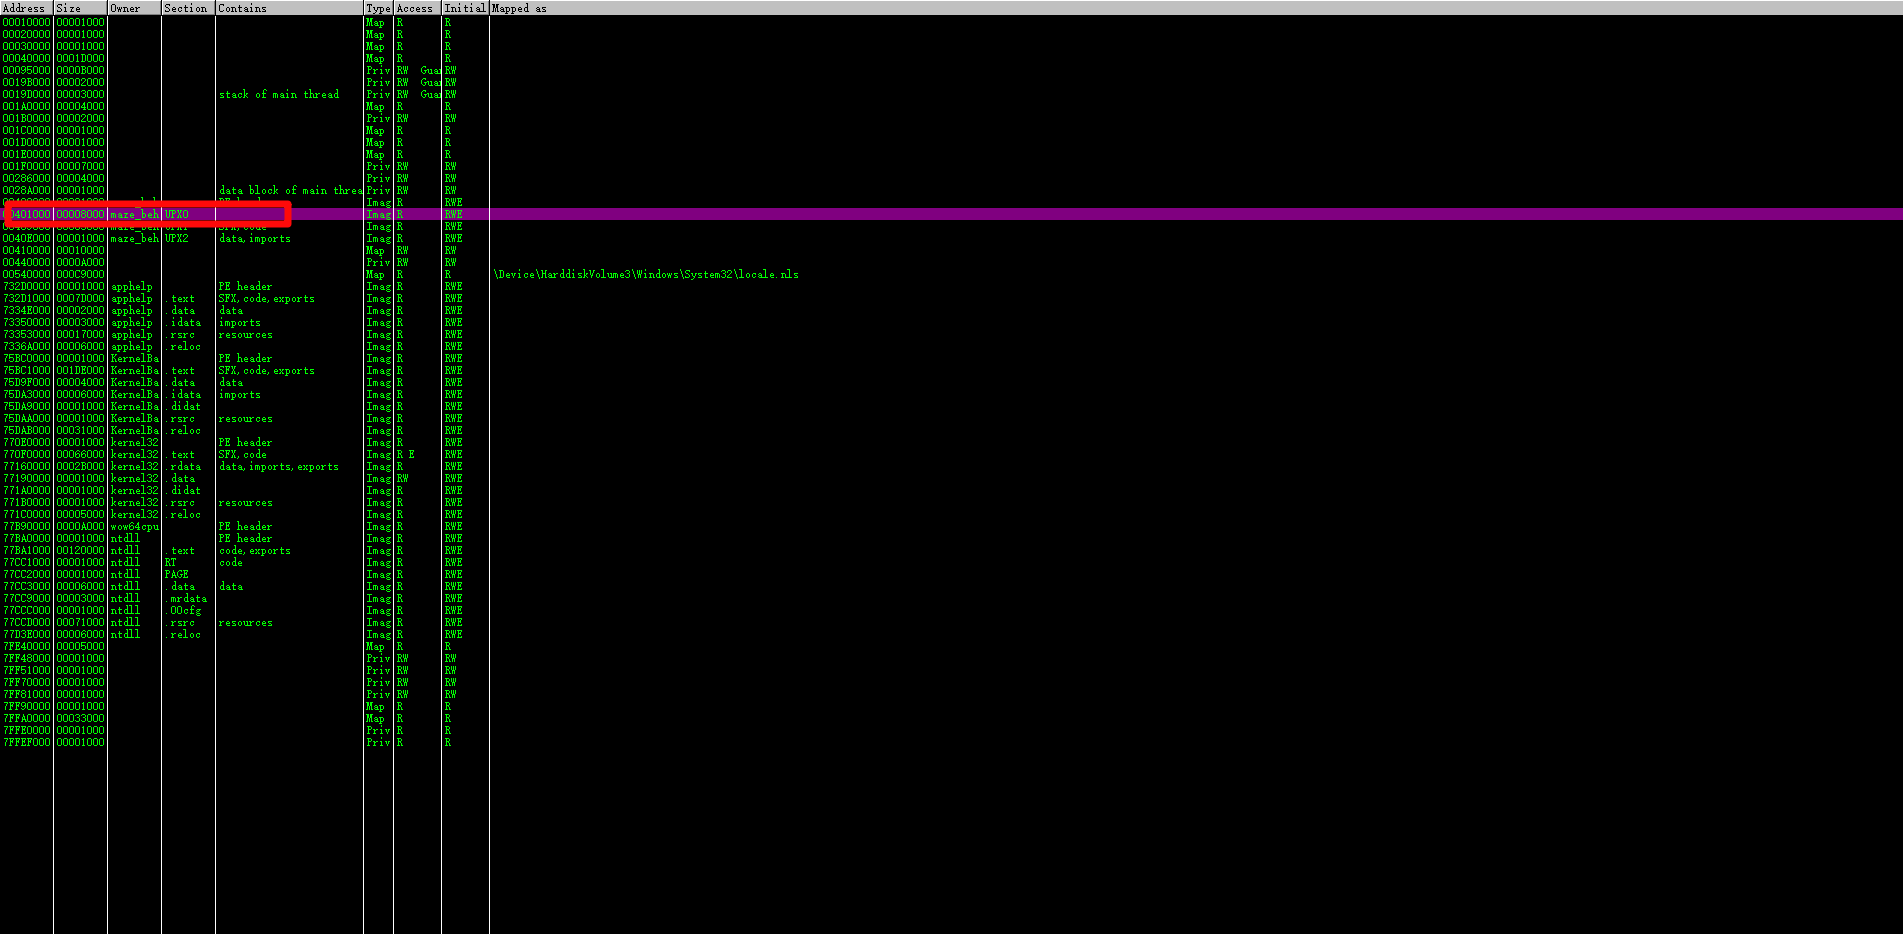 Address Size Owner Section Contains Type Access Initial Mapped as
00010000 00001000 Map R R
00020000 00001000 Map R R
00030000 00001000 Map R R
00040000 0001D000 Map R R
00095000 0000B000 Priv RW Gua RW
0019B000 00002000 Priv RW Gua RW
0019D000 00003000 stack of main thread Priv RW Gua RW
001A0000 00004000 Map R R
001B0000 00002000 Priv RW RW
001C0000 00001000 Map R R
001D0000 00001000 Map R R
001E0000 00001000 Map R R
001F0000 00007000 Priv RW RW
00286000 00004000 Priv RW RW
0028A000 00001000 data block of main threa Priv RW RW
Imag R RWE
00401000 00008000 maze_beh UPX0 Imag R RWE
Imag R RWE
0040E000 00001000 maze_beh UPX2 data,imports Imag R RWE
00410000 00010000 Map RW RW
00440000 0000A000 Priv RW RW
00540000 000C9000 Map R R \Device\HarddiskVolume3\Windows\System32\locale.nls
732D0000 00001000 apphelp PE header Imag R RWE
732D1000 0007D000 apphelp .text SFX,code,exports Imag R RWE
7334E000 00002000 apphelp .data data Imag R RWE
73350000 00003000 apphelp .idata imports Imag R RWE
73353000 00017000 apphelp .rsrc resources Imag R RWE
7336A000 00006000 apphelp .reloc Imag R RWE
75BC0000 00001000 KernelBa PE header Imag R RWE
75BC1000 001DE000 KernelBa .text SFX,code,exports Imag R RWE
75D9F000 00004000 KernelBa .data data Imag R RWE
75DA3000 00006000 KernelBa .idata imports Imag R RWE
75DA9000 00001000 KernelBa .didat Imag R RWE
75DAA000 00001000 KernelBa .rsrc resources Imag R RWE
75DAB000 00031000 KernelBa .reloc Imag R RWE
770E0000 00001000 kernel32 PE header Imag R RWE
770F0000 00066000 kernel32 .text SFX,code Imag R E RWE
77160000 0002B000 kernel32 .rdata data,imports,exports Imag R RWE
77190000 00001000 kernel32 .data Imag RW RWE
771A0000 00001000 kernel32 .didat Imag R RWE
771B0000 00001000 kernel32 .rsrc resources Imag R RWE
771C0000 00005000 kernel32 .reloc Imag R RWE
77B90000 0000A000 wow64cpu PE header Imag R RWE
77BA0000 00001000 ntdll PE header Imag R RWE
77BA1000 00120000 ntdll .text code,exports Imag R RWE
77CC1000 00001000 ntdll RT code Imag R RWE
77CC2000 00001000 ntdll PAGE Imag R RWE
77CC3000 00006000 ntdll .data data Imag R RWE
77CC9000 00003000 ntdll .mrdata Imag R RWE
77CCC000 00001000 ntdll .00cfg Imag R RWE
77CCD000 00071000 ntdll .rsrc resources Imag R RWE
77D3E000 00006000 ntdll .reloc Imag R RWE
7FE40000 00005000 Map R R
7FF48000 00001000 Priv RW RW
7FF51000 00001000 Priv RW RW
7FF70000 00001000 Priv RW RW
7FF81000 00001000 Priv RW RW
7FF90000 00001000 Map R R
7FFA0000 00033000 Map R R
7FFE0000 00001000 Priv R R
7FFEF000 00001000 Priv R R